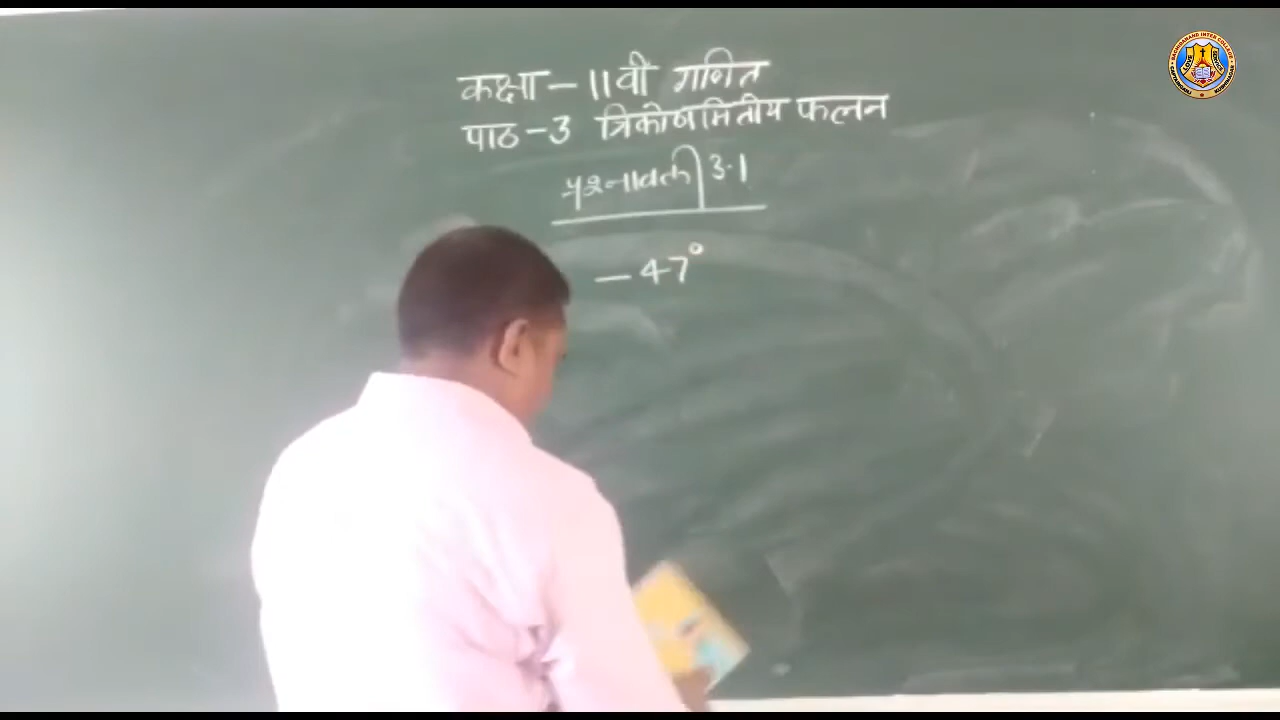 कक्षा - 11वी गणित
पाठ - 3 त्रिकोणमितीय फलन
प्रश्नावली 3.1
- 47°